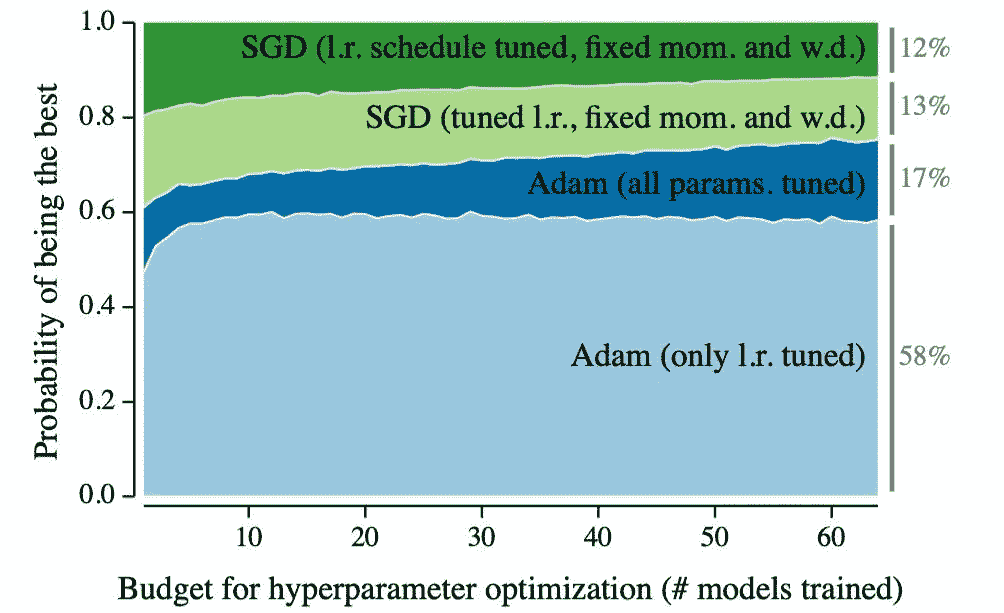 1.0
SGD (l.r. schedule tuned, fixed mom. and w.d.)
12%
0.8
SGD (tuned l.r., fixed mom. and w.d.)
13%
Adam (all params. tuned)
17%
0.6
0.4
Adam (only l.r. tuned)
58%
0.2
0.0
Probability of being the best
10 20 30 40 50 60
Budget for hyperparameter optimization (# models trained)